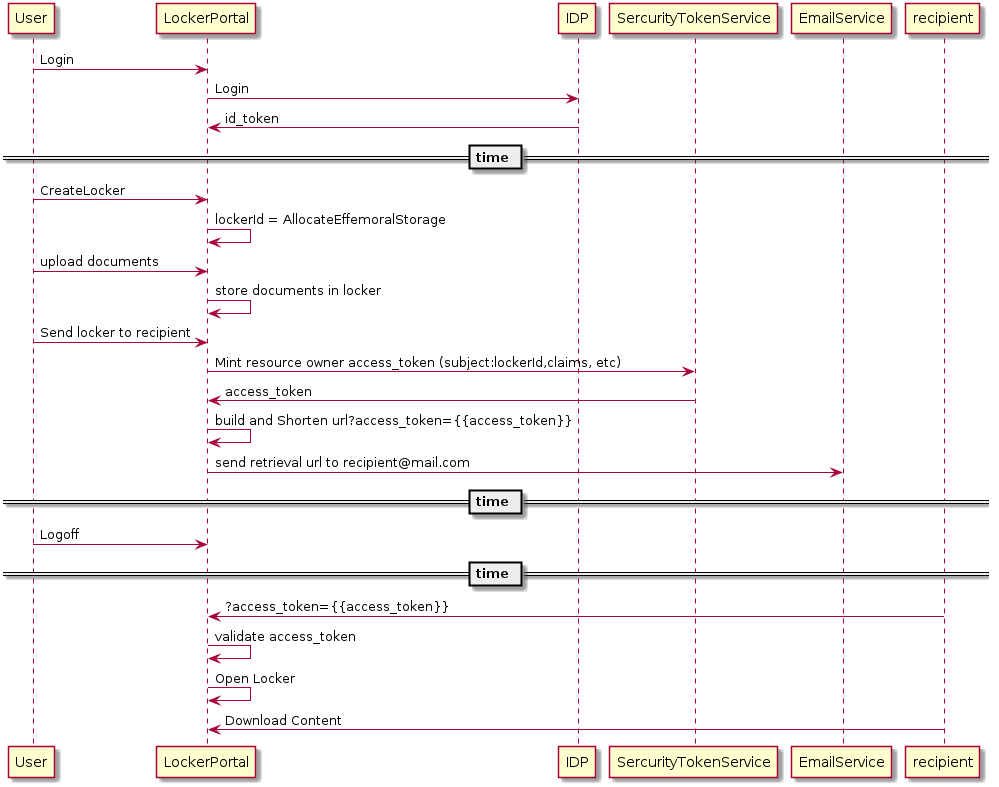 User LockerPortal IDP SercurityTokenService EmailService recipient
Login
Login
id_token
time
CreateLocker
lockerId = AllocateEffemoralStorage
upload documents
store documents in locker
Send locker to recipient
Mint resource owner access_token (subject:lockerId,claims, etc)
access_token
build and Shorten url?access_token={{access_token}}
send retrieval url to recipient@mail.com
time
Logoff
time
?access_token={{access_token}}
validate access_token
Open Locker
Download Content
User LockerPortal IDP SercurityTokenService EmailService recipient